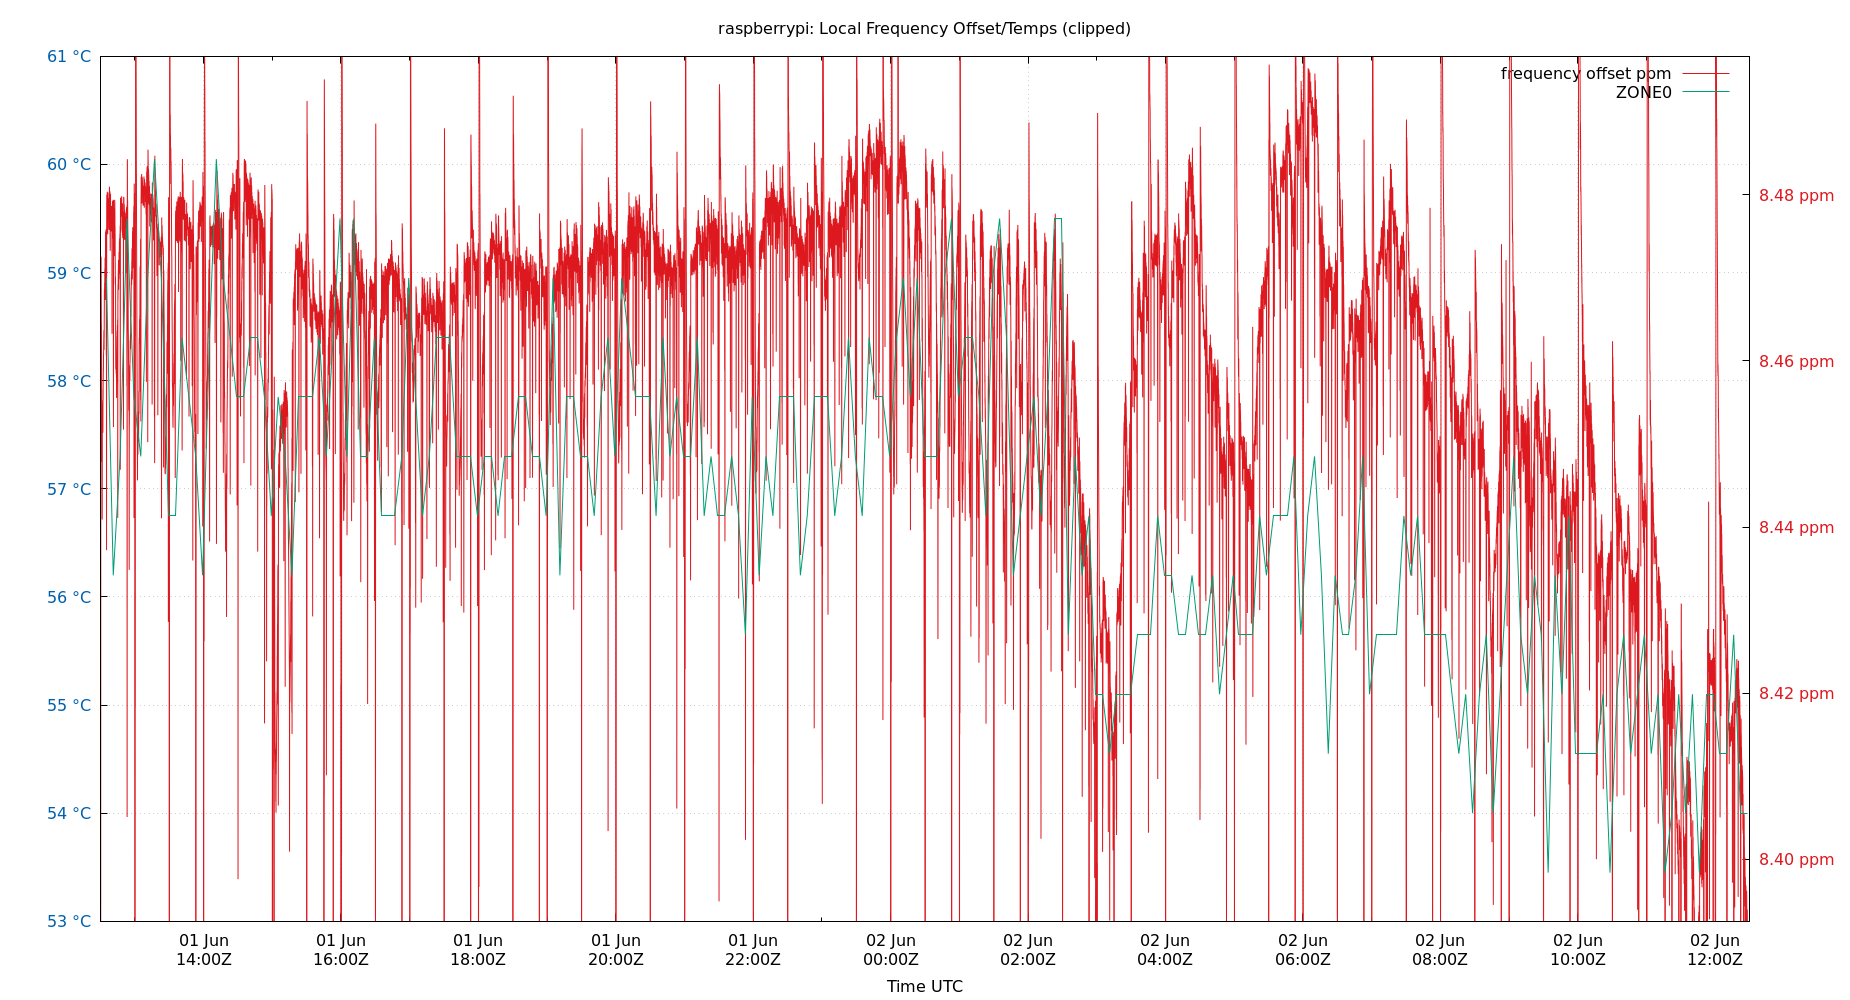 raspberrypi: Local Frequency Offset/Temps (clipped)
61 °C
60 °C
59 °C
58 °C
57 °C
56 °C
55 °C
54 °C
53 °C
frequency offset ppm
ZONE0
8.48 ppm
8.46 ppm
8.44 ppm
8.42 ppm
8.40 ppm
01 Jun 01 Jun 01 Jun 01 Jun 01 Jun 02 Jun 02 Jun 02 Jun 02 Jun 02 Jun 02 Jun 02 Jun
14:00Z 16:00Z 18:00Z 20:00Z 22:00Z 00:00Z 02:00Z 04:00Z 06:00Z 08:00Z 10:00Z 12:00Z
Time UTC